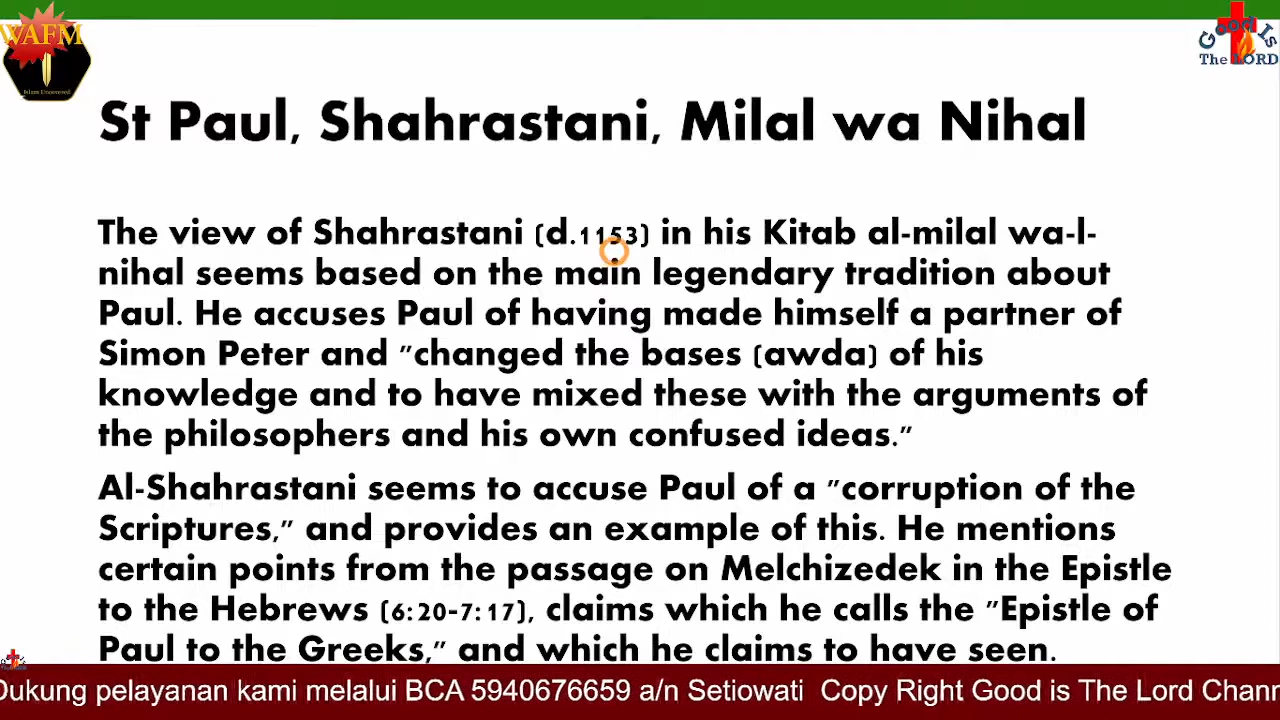 WAFM
Islam Uncovered
Good Is
The LORD
St Paul, Shahrastani, Milal wa Nihal
The view of Shahrastani (d.1153) in his Kitab al-milal wa-l-
nihal seems based on the main legendary tradition about
Paul. He accuses Paul of having made himself a partner of
Simon Peter and "changed the bases (awda) of his
knowledge and to have mixed these with the arguments of
the philosophers and his own confused ideas."
Al-Shahrastani seems to accuse Paul of a "corruption of the
Scriptures," and provides an example of this. He mentions
certain points from the passage on Melchizedek in the Epistle
to the Hebrews (6:20-7:17), claims which he calls the "Epistle of
Paul to the Greeks," and which he claims to have seen.
Dukung pelayanan kami melalui BCA 5940676659 a/n Setiowati Copy Right Good is The Lord Chann